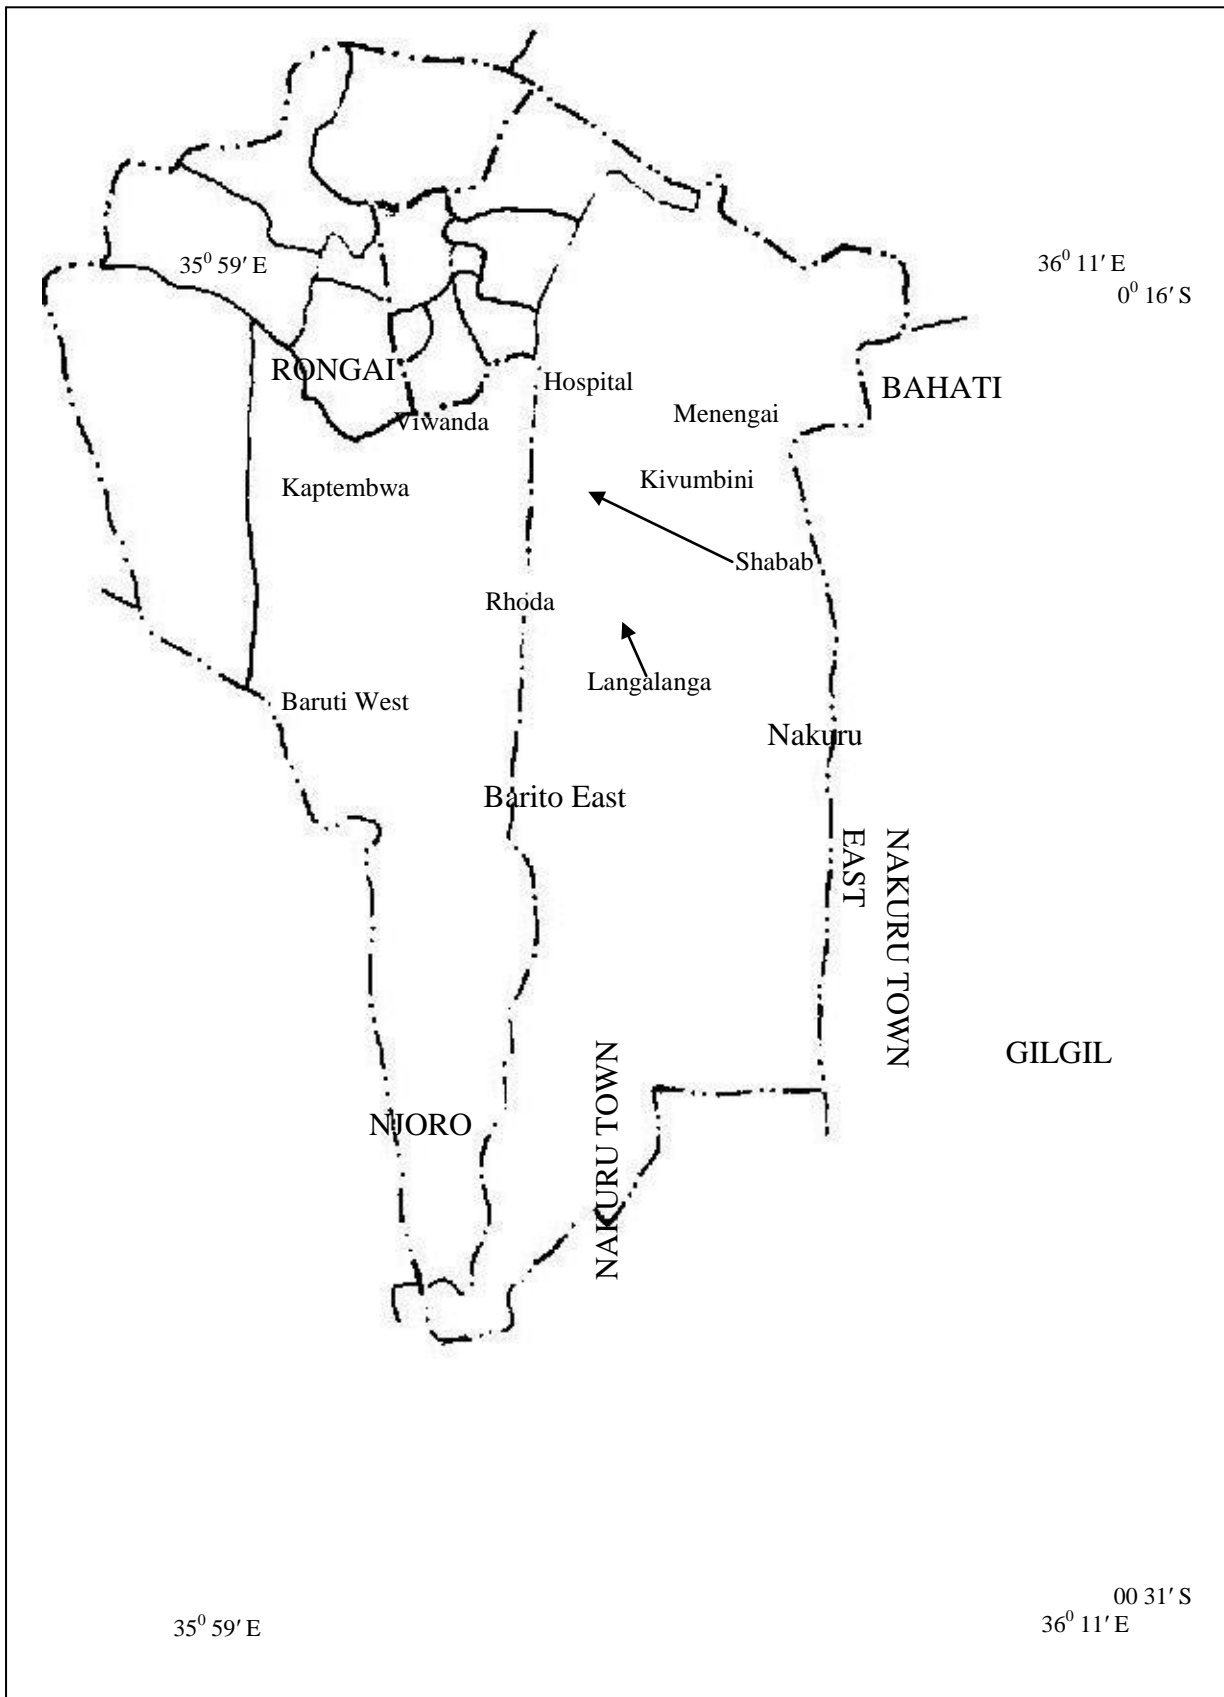 35⁰ 59′ E
36⁰ 11′ E
0⁰ 16′ S
RONGAI
Hospital
BAHATI
Viwanda
Menengai
Kaptembwa
Kivumbini
Shabab
Rhoda
Langalanga
Baruti West
Nakuru
Barito East
NAKURU TOWN
EAST
GILGIL
NAKURU TOWN
NJORO
00 31′ S
35⁰ 59′ E
36⁰ 11′ E